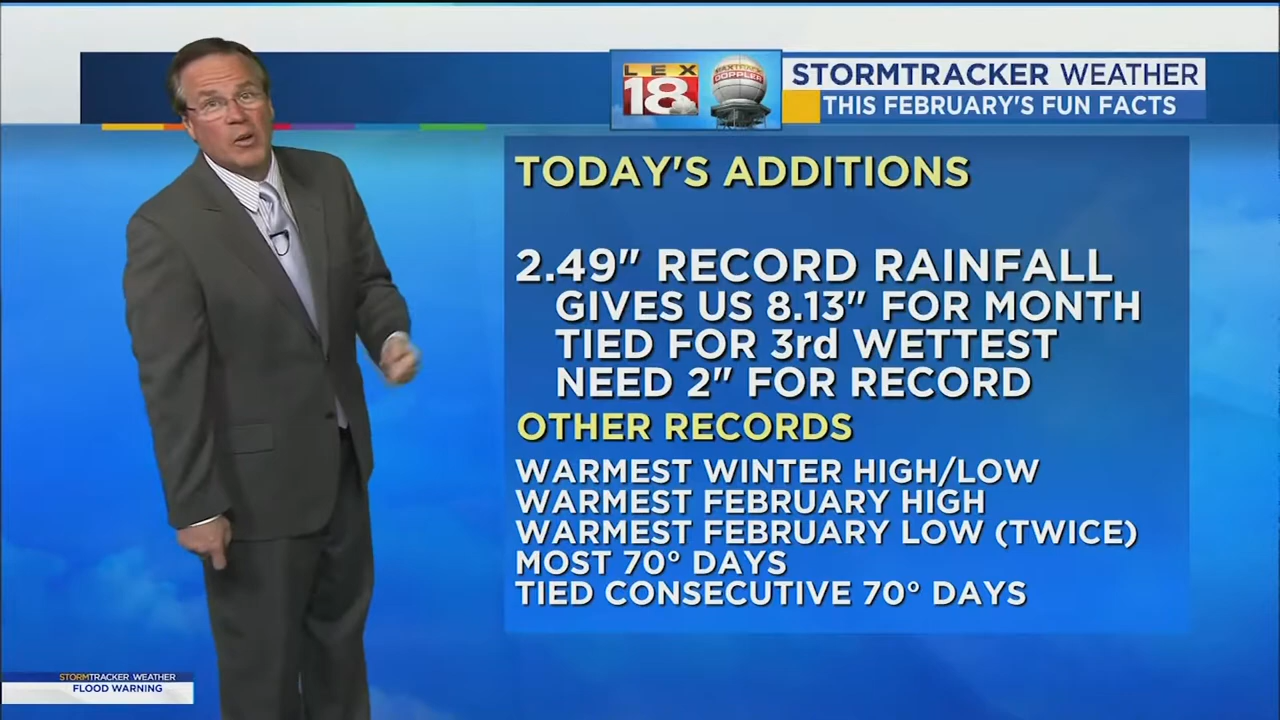 LEX
18
MAXTRACK
DOPPLER
STORMTRACKER WEATHER
THIS FEBRUARY'S FUN FACTS
TODAY'S ADDITIONS
2.49" RECORD RAINFALL
GIVES US 8.13" FOR MONTH
TIED FOR 3rd WETTEST
NEED 2" FOR RECORD
OTHER RECORDS
WARMEST WINTER HIGH/LOW
WARMEST FEBRUARY HIGH
WARMEST FEBRUARY LOW (TWICE)
MOST 70° DAYS
TIED CONSECUTIVE 70° DAYS
STORMTRACKER WEATHER
FLOOD WARNING